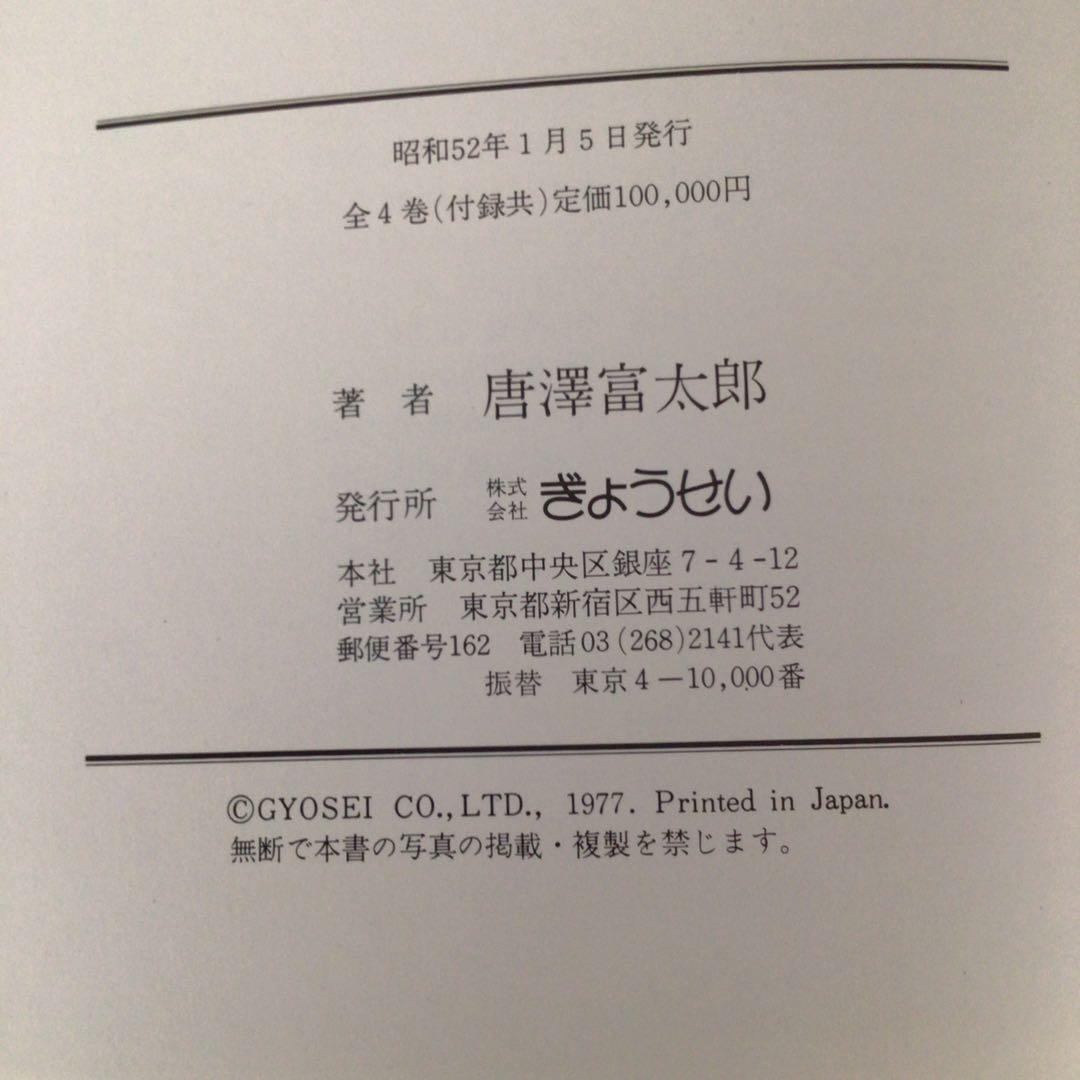 昭和52年1月5日発行
全4巻(付録共)定価100,000円
著 者 唐澤富太郎
発行所 株式会社 ぎょうせい
本社 東京都中央区銀座7-4-12
営業所 東京都新宿区西五軒町52
郵便番号162 電話03(268)2141代表
振替 東京4-10,000番
©GYOSEI CO.,LTD., 1977. Printed in Japan.
無断で本書の写真の掲載・複製を禁じます。